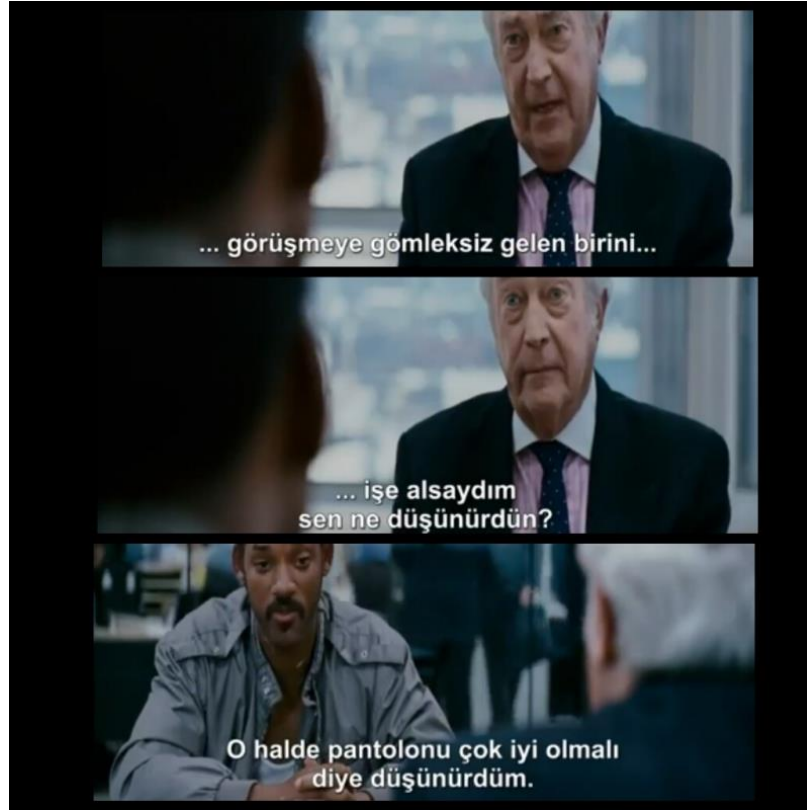 ... görüşmeye gömleksiz gelen birini...
... işe alsaydım
sen ne düşünürdün?
O halde pantolonu çok iyi olmalı
diye düşünürdüm.